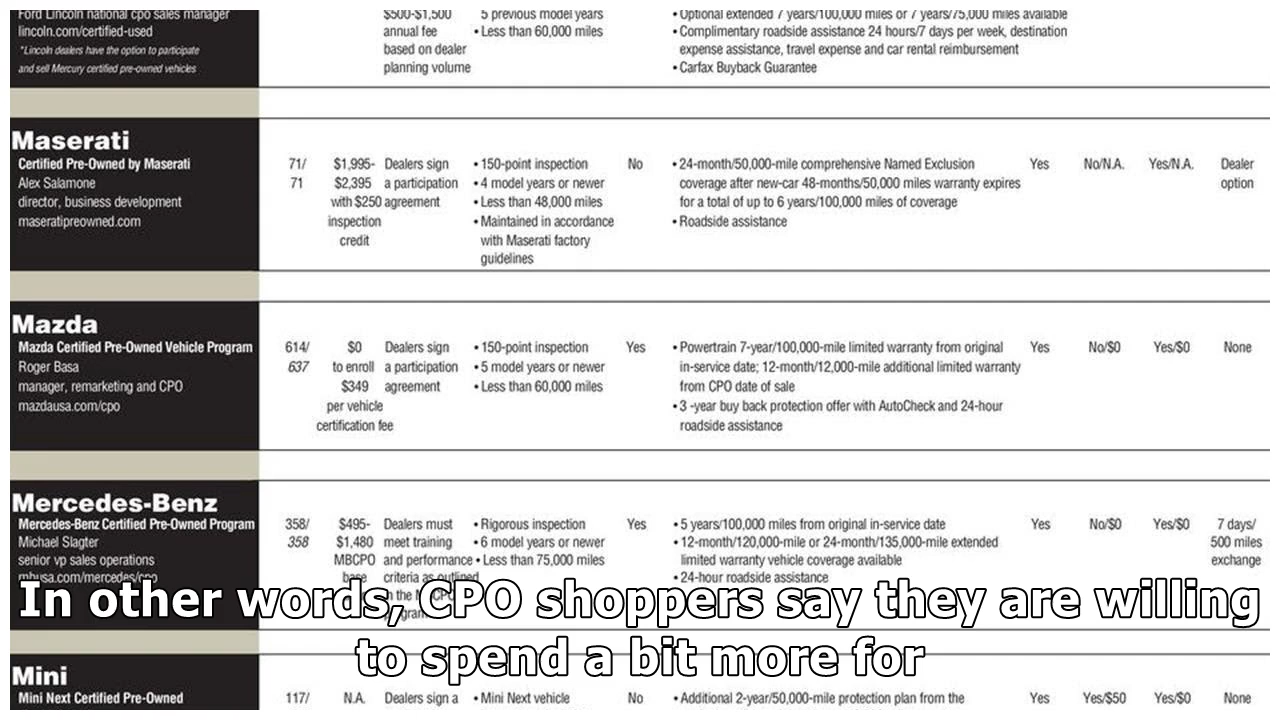 Ford Lincoln national cpo sales manager
lincoln.com/certified-used
*Lincoln dealers have the option to participate
and sell Mercury certified pre-owned vehicles
$500-$1,500
annual fee
based on dealer
planning volume
5 previous model years
• Less than 60,000 miles
• Optional extended 7 years/100,000 miles or 7 years/75,000 miles available
• Complimentary roadside assistance 24 hours/7 days per week, destination
expense assistance, travel expense and car rental reimbursement
• Carfax Buyback Guarantee
Maserati
Certified Pre-Owned by Maserati
Alex Salamone
director, business development
maseratipreowned.com
71/
71
$1,995-
$2,395
with $250
inspection
credit
Dealers sign
a participation
agreement
• 150-point inspection
• 4 model years or newer
• Less than 48,000 miles
• Maintained in accordance
with Maserati factory
guidelines
No
• 24-month/50,000-mile comprehensive Named Exclusion
coverage after new-car 48-months/50,000 miles warranty expires
for a total of up to 6 years/100,000 miles of coverage
• Roadside assistance
Yes
No/N.A.
Yes/N.A.
Dealer
option
Mazda
Mazda Certified Pre-Owned Vehicle Program
Roger Basa
manager, remarketing and CPO
mazdausa.com/cpo
614/
637
$0
to enroll
$349
per vehicle
certification fee
Dealers sign
a participation
agreement
• 150-point inspection
• 5 model years or newer
• Less than 60,000 miles
Yes
• Powertrain 7-year/100,000-mile limited warranty from original
in-service date; 12-month/12,000-mile additional limited warranty
from CPO date of sale
• 3 -year buy back protection offer with AutoCheck and 24-hour
roadside assistance
Yes
No/$0
Yes/$0
None
Mercedes-Benz
Mercedes-Benz Certified Pre-Owned Program
Michael Slagter
senior vp sales operations
mbusa.com/mercedes/cpo
358/
358
$495-
$1,480
MBCPO
base
Dealers must
meet training
and performance
criteria as outlined
• Rigorous inspection
• 6 model years or newer
• Less than 75,000 miles
Yes
• 5 years/100,000 miles from original in-service date
• 12-month/120,000-mile or 24-month/135,000-mile extended
limited warranty vehicle coverage available
• 24-hour roadside assistance
Yes
No/$0
Yes/$0
7 days/
500 miles
exchange
In other words, CPO shoppers say they are willing
to spend a bit more for
Mini
Mini Next Certified Pre-Owned
117/
N.A.
Dealers sign a
• Mini Next vehicle
No
• Additional 2-year/50,000-mile protection plan from the
Yes
Yes/$50
Yes/$0
None